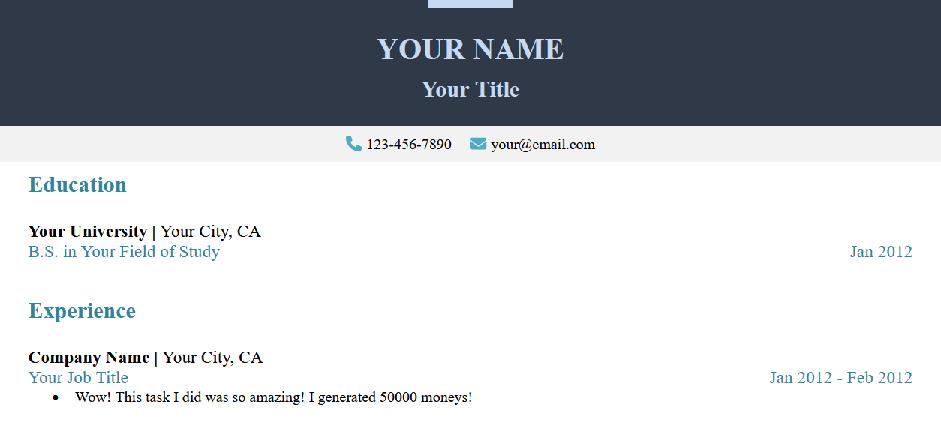 YOUR NAME
Your Title
123-456-7890 your@email.com
Education
Your University | Your City, CA
B.S. in Your Field of Study Jan 2012
Experience
Company Name | Your City, CA
Your Job Title Jan 2012 - Feb 2012
• Wow! This task I did was so amazing! I generated 50000 moneys!